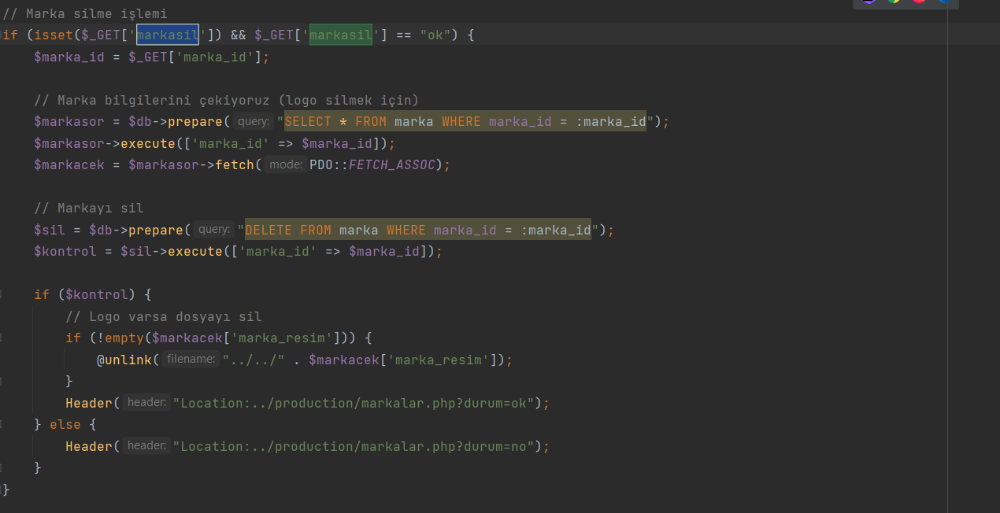 // Marka silme işlemi
if (isset($_GET['markasil']) && $_GET['markasil'] == "ok") {
    $marka_id = $_GET['marka_id'];

    // Marka bilgilerini çekiyoruz (logo silmek için)
    $markasor = $db->prepare( query: "SELECT * FROM marka WHERE marka_id = :marka_id");
    $markasor->execute(['marka_id' => $marka_id]);
    $markacek = $markasor->fetch( mode: PDO::FETCH_ASSOC);

    // Markayı sil
    $sil = $db->prepare( query: "DELETE FROM marka WHERE marka_id = :marka_id");
    $kontrol = $sil->execute(['marka_id' => $marka_id]);

    if ($kontrol) {
        // Logo varsa dosyayı sil
        if (!empty($markacek['marka_resim'])) {
            @unlink( filename: "../../" . $markacek['marka_resim']);
        }
        Header( header: "Location:../production/markalar.php?durum=ok");
    } else {
        Header( header: "Location:../production/markalar.php?durum=no");
    }
}